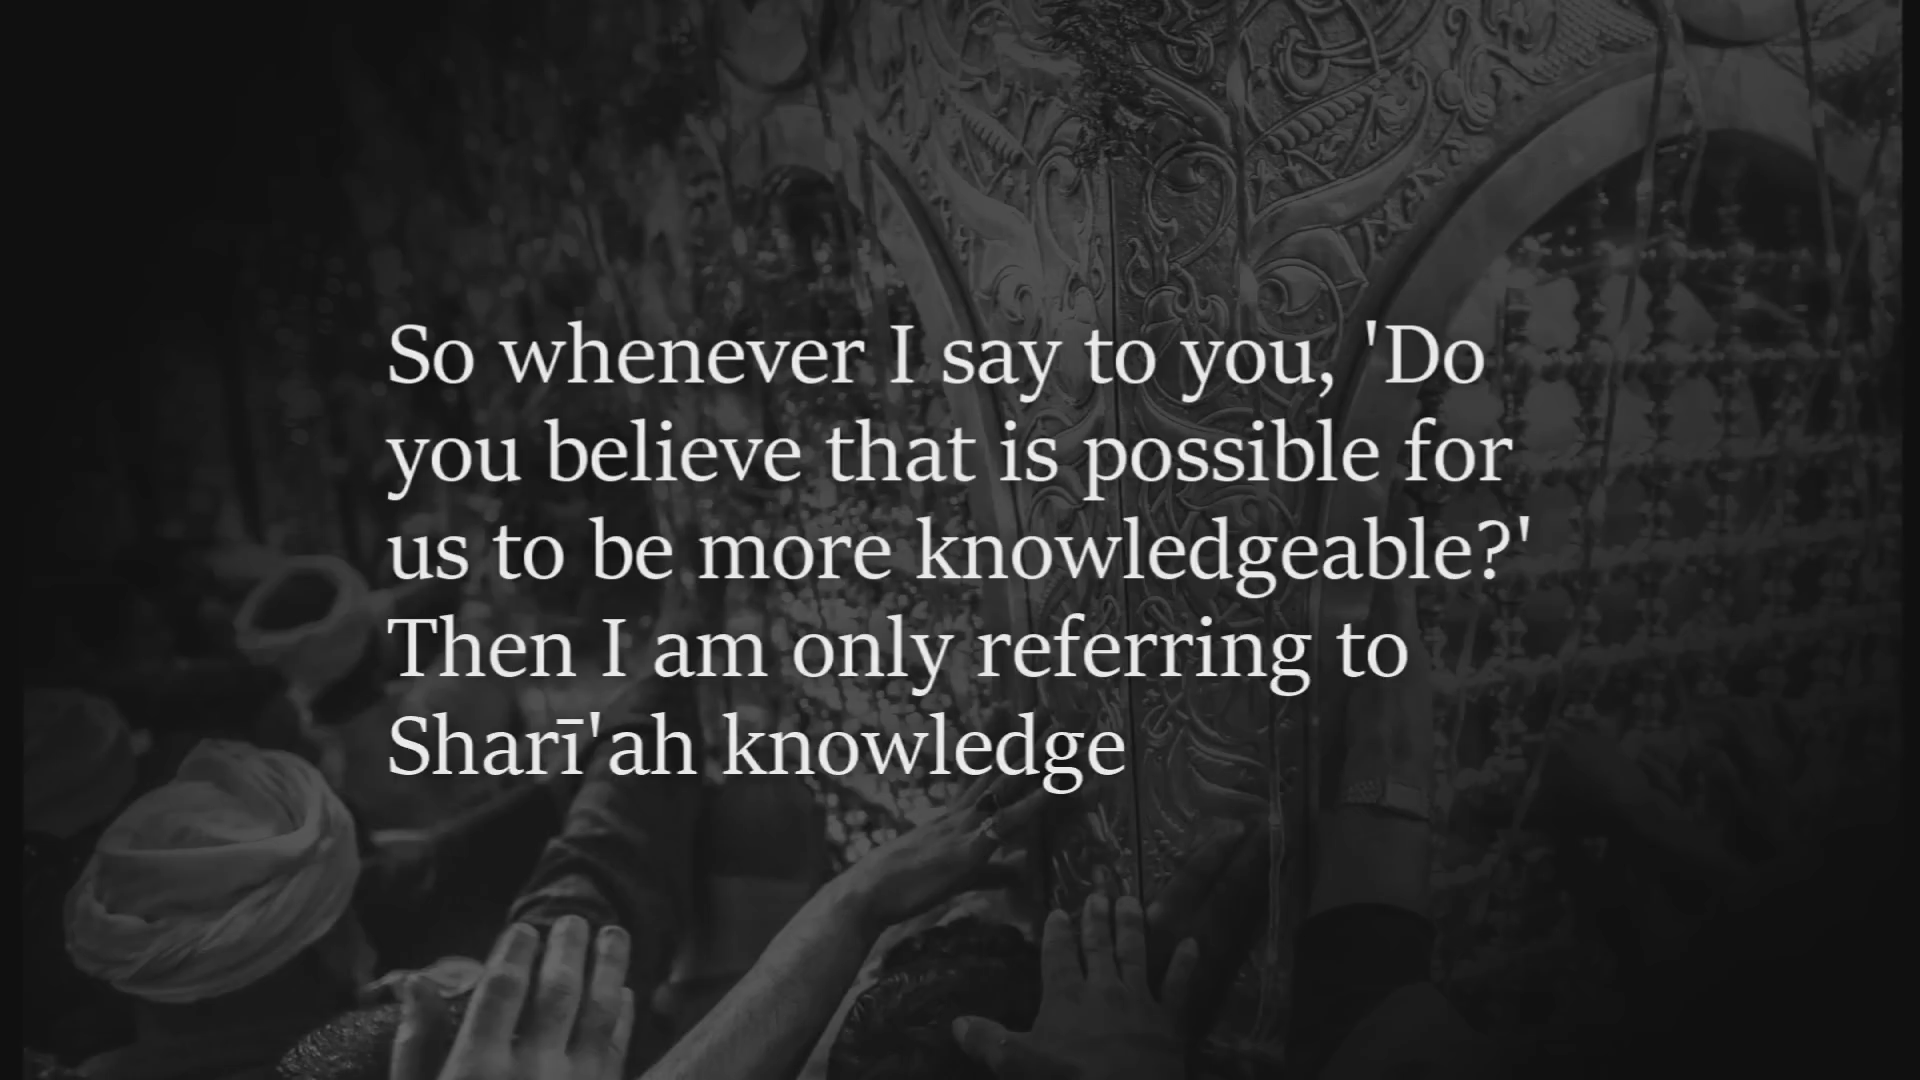 So whenever I say to you, 'Do
you believe that is possible for
us to be more knowledgeable?'
Then I am only referring to
Sharī'ah knowledge